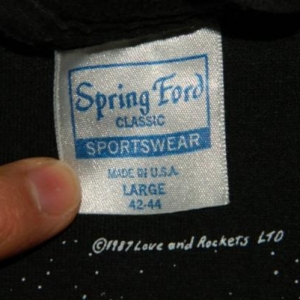 Spring Ford
CLASSIC
SPORTSWEAR
MADE IN U.S.A.
LARGE
42-44
©1987 Love and Rockets LTD